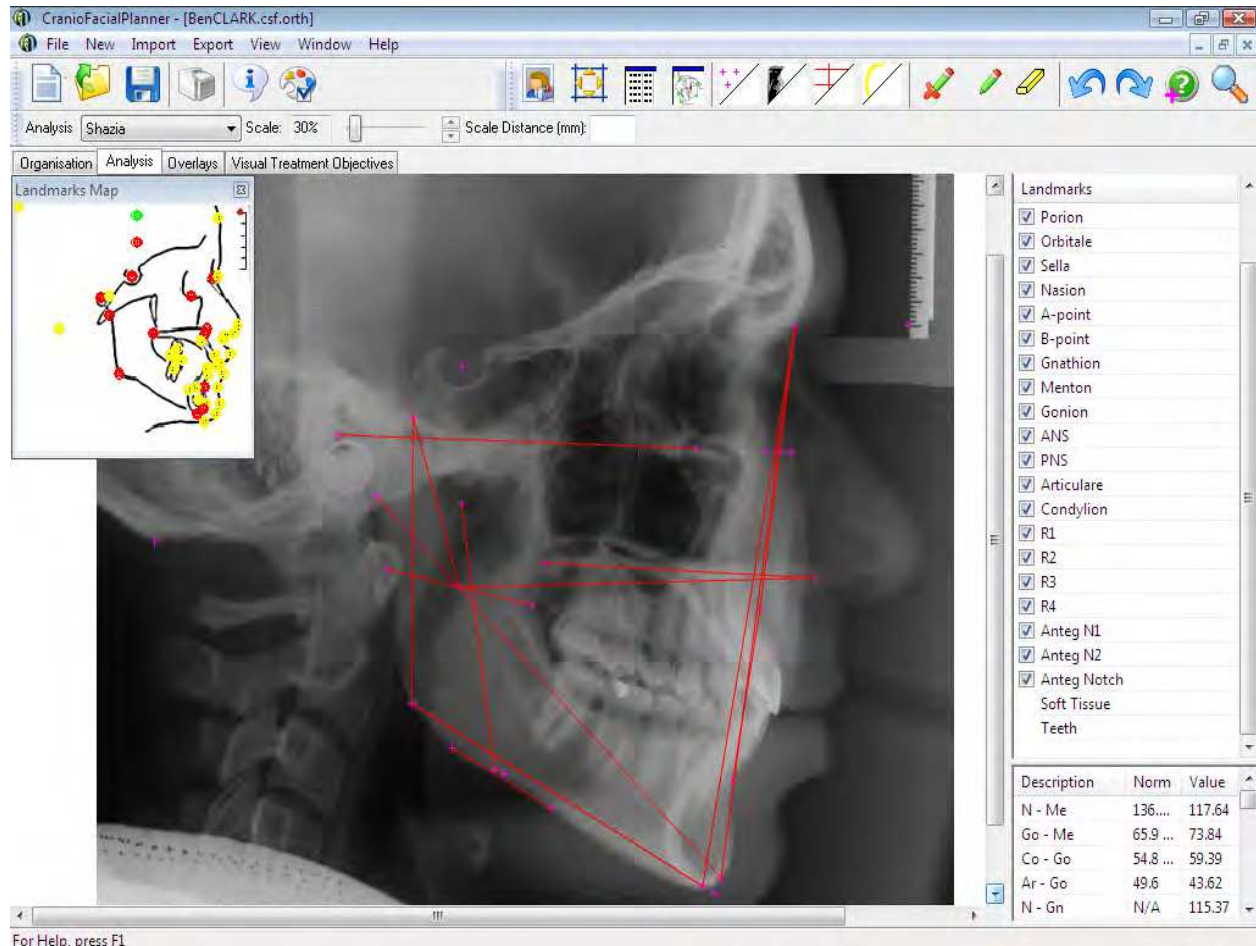 CranioFacialPlanner - [BenCLARK.csf.orth]
File New Import Export View Window Help
Analysis Shazia Scale: 30% Scale Distance (mm):
Organisation Analysis Overlays Visual Treatment Objectives
Landmarks Map
Landmarks
Porion
Orbitale
Sella
Nasion
A-point
B-point
Gnathion
Menton
Gonion
ANS
PNS
Articulare
Condylion
R1
R2
R3
R4
Anteg N1
Anteg N2
Anteg Notch
Soft Tissue
Teeth
Description Norm Value
N - Me 136.... 117.64
Go - Me 65.9 ... 73.84
Co - Go 54.8 ... 59.39
Ar - Go 49.6 43.62
N - Gn N/A 115.37
For Help, press F1